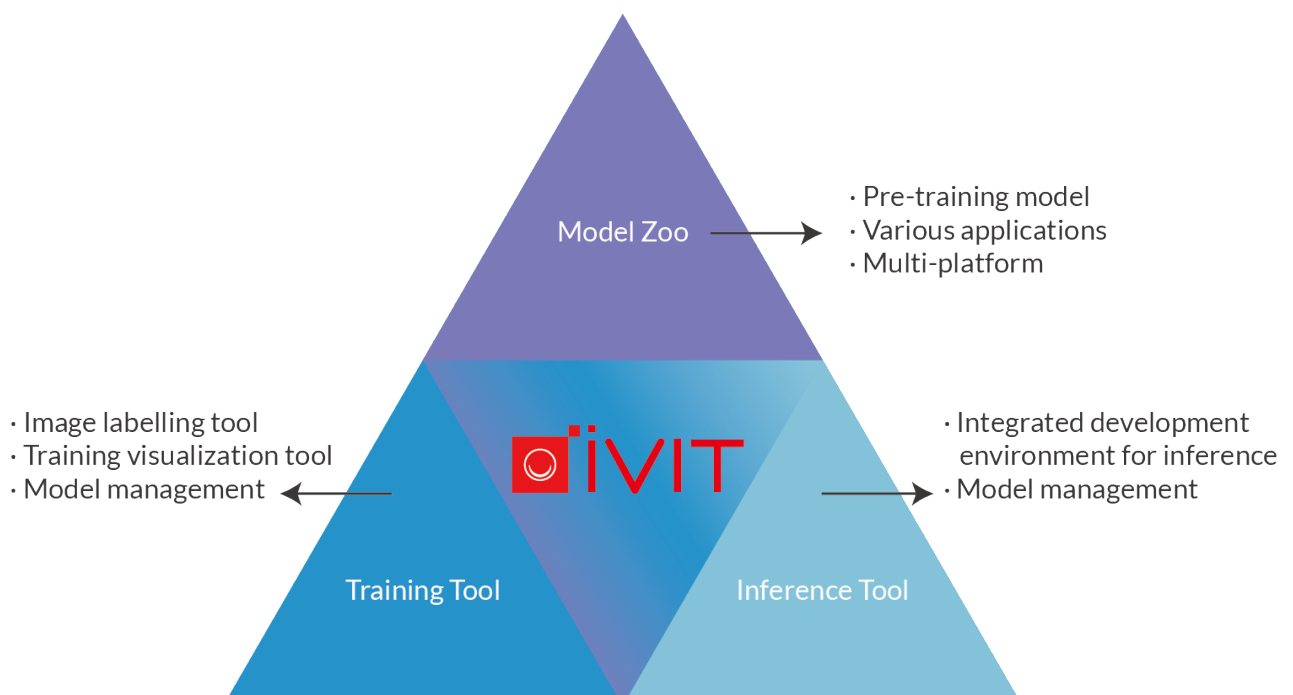 · Pre-training model
Model Zoo
· Various applications
· Multi-platform
· Image labelling tool
· Training visualization tool
· Model management
iVIT
· Integrated development
environment for inference
· Model management
Training Tool
Inference Tool